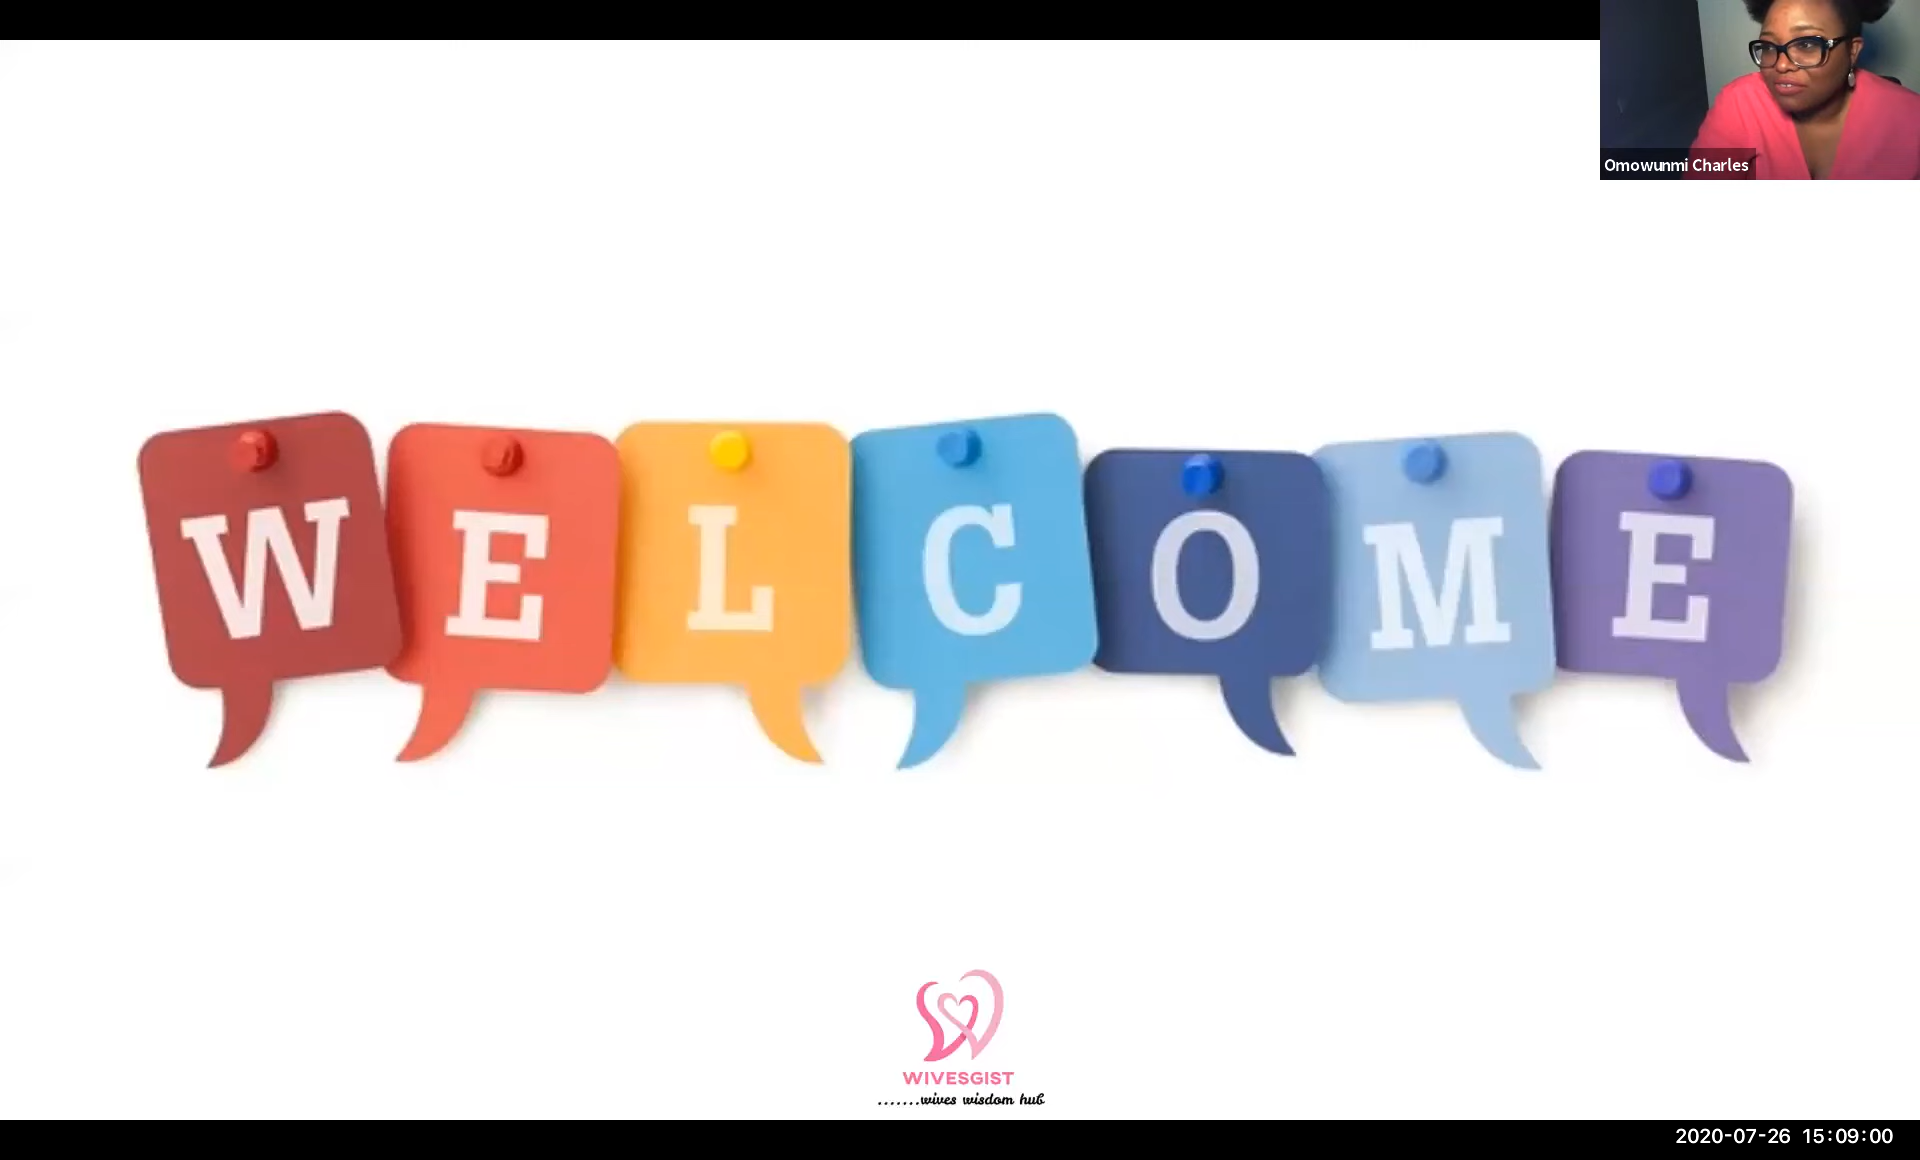 Omowunmi Charles
WELCOME
WIVESGIST
.......wives wisdom hub
2020-07-26 15:09:00